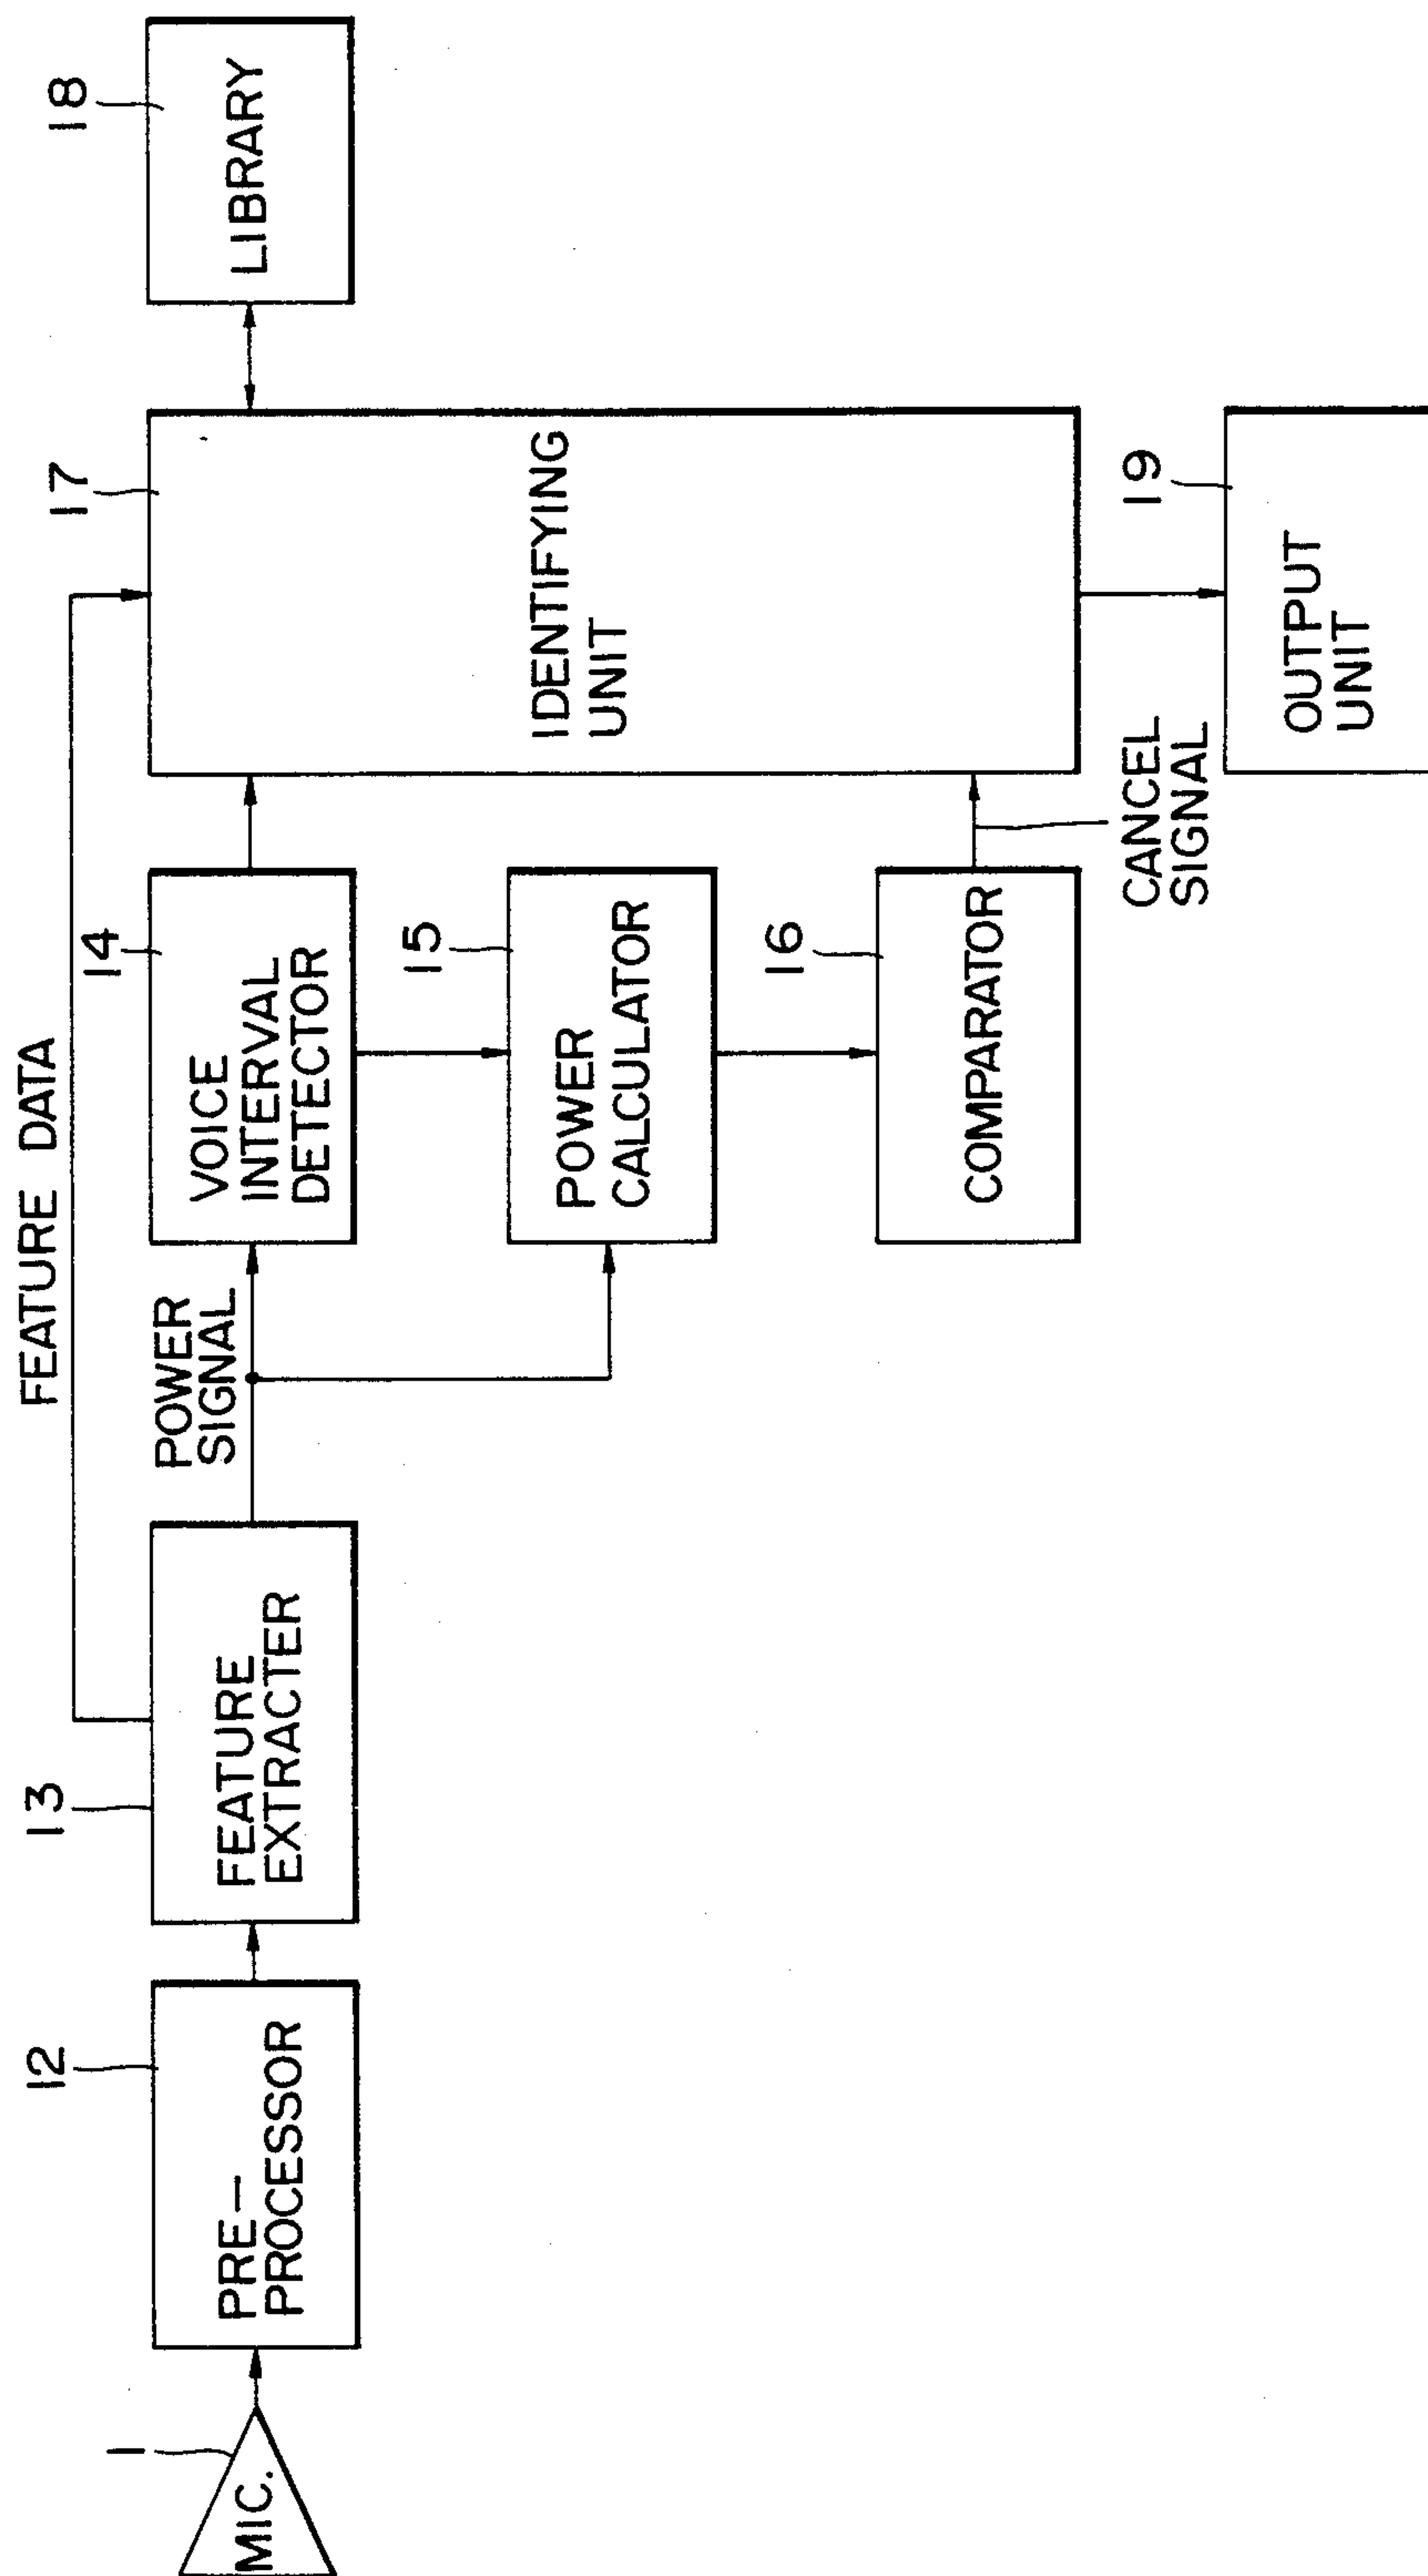 1
MIC.
12
PRE-
PROCESSOR
13
FEATURE
EXTRACTER
FEATURE DATA
POWER
SIGNAL
14
VOICE
INTERVAL
DETECTOR
15
POWER
CALCULATOR
16
COMPARATOR
CANCEL
SIGNAL
17
IDENTIFYING
UNIT
18
LIBRARY
19
OUTPUT
UNIT